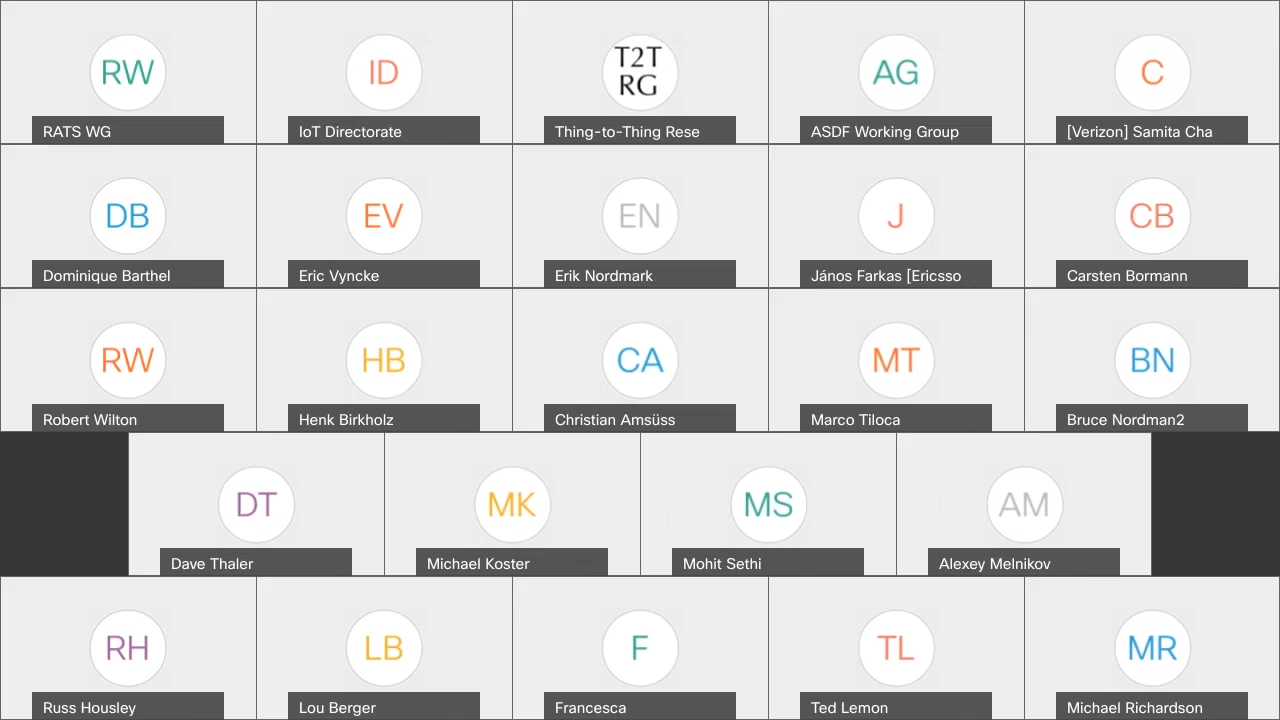 RW
ID
T2T
RG
AG
C
RATS WG
IoT Directorate
Thing-to-Thing Rese
ASDF Working Group
[Verizon] Samita Cha
DB
EV
EN
J
CB
Dominique Barthel
Eric Vyncke
Erik Nordmark
János Farkas [Ericsso
Carsten Bormann
RW
HB
CA
MT
BN
Robert Wilton
Henk Birkholz
Christian Amsüss
Marco Tiloca
Bruce Nordman2
DT
MK
MS
AM
Dave Thaler
Michael Koster
Mohit Sethi
Alexey Melnikov
RH
LB
F
TL
MR
Russ Housley
Lou Berger
Francesca
Ted Lemon
Michael Richardson